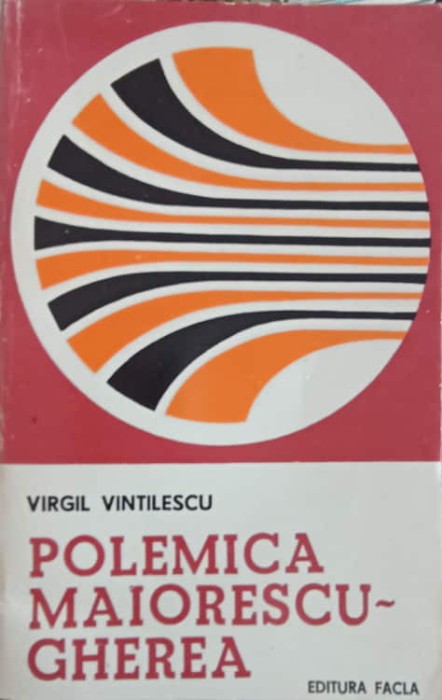 VIRGIL VINTILESCU
POLEMICA
MAIORESCU~
GHEREA
EDITURA FACLA